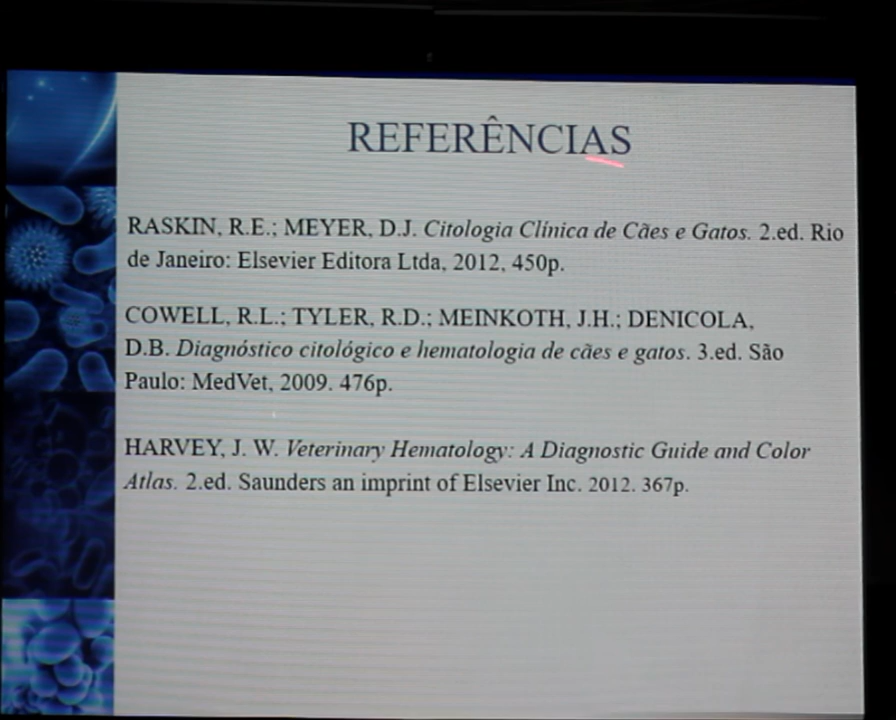 REFERÊNCIAS
RASKIN, R.E.; MEYER, D.J. Citologia Clínica de Cães e Gatos. 2.ed. Rio
de Janeiro: Elsevier Editora Ltda, 2012, 450p.
COWELL, R.L.; TYLER, R.D.; MEINKOTH, J.H.; DENICOLA,
D.B. Diagnóstico citológico e hematologia de cães e gatos. 3.ed. São
Paulo: MedVet, 2009. 476p.
HARVEY, J. W. Veterinary Hematology: A Diagnostic Guide and Color
Atlas. 2.ed. Saunders an imprint of Elsevier Inc. 2012. 367p.